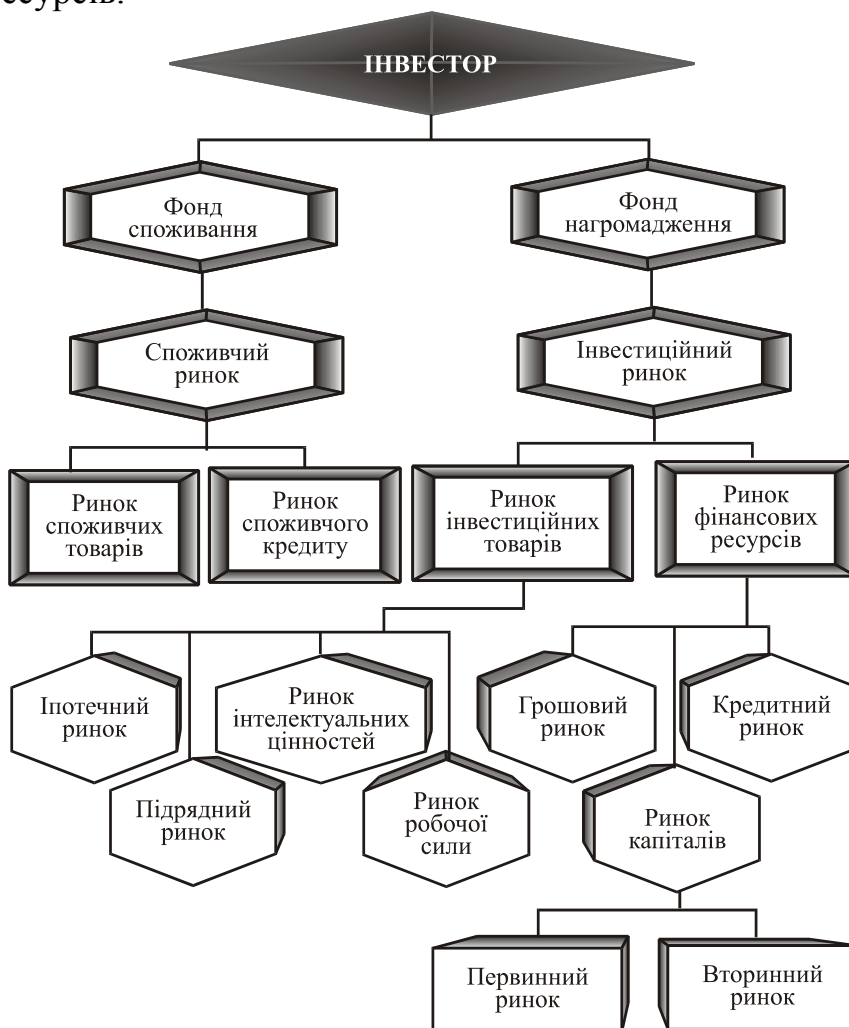 ІНВЕСТОР
Фонд
споживання
Фонд
нагромадження
Споживчий
ринок
Інвестиційний
ринок
Ринок
споживчих
товарів
Ринок
споживчого
кредиту
Ринок
інвестиційних
товарів
Ринок
фінансових
ресурсів
Іпотечний
ринок
Ринок
інтелектуальних
цінностей
Грошовий
ринок
Кредитний
ринок
Підрядний
ринок
Ринок
робочої
сили
Ринок
капіталів
Первинний
ринок
Вторинний
ринок